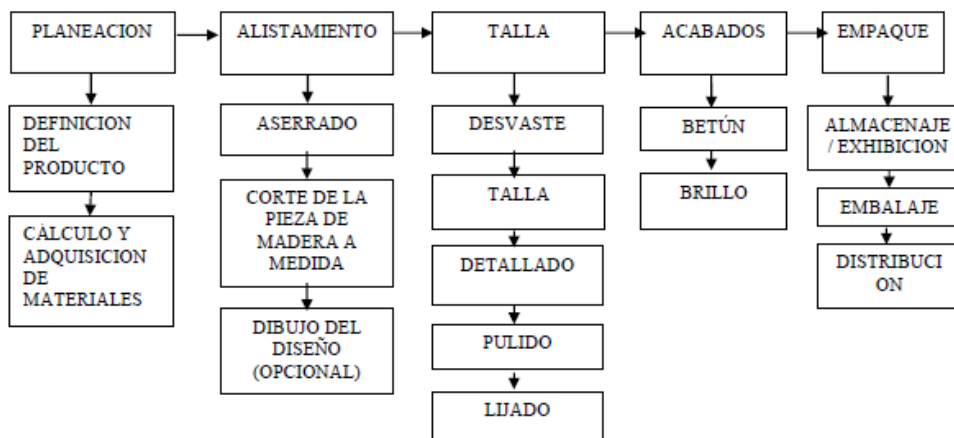 PLANEACION
ALISTAMIENTO
TALLA
ACABADOS
EMPAQUE
DEFINICION
DEL
PRODUCTO
CÁLCULO Y
ADQUISICION
DE
MATERIALES
ASERRADO
CORTE DE LA
PIEZA DE
MADERA A
MEDIDA
DIBUJO DEL
DISEÑO
(OPCIONAL)
DESVASTE
TALLA
DETALLADO
PULIDO
LIJADO
BETÚN
BRILLO
ALMACENAJE
/ EXHIBICION
EMBALAJE
DISTRIBUCI
ON